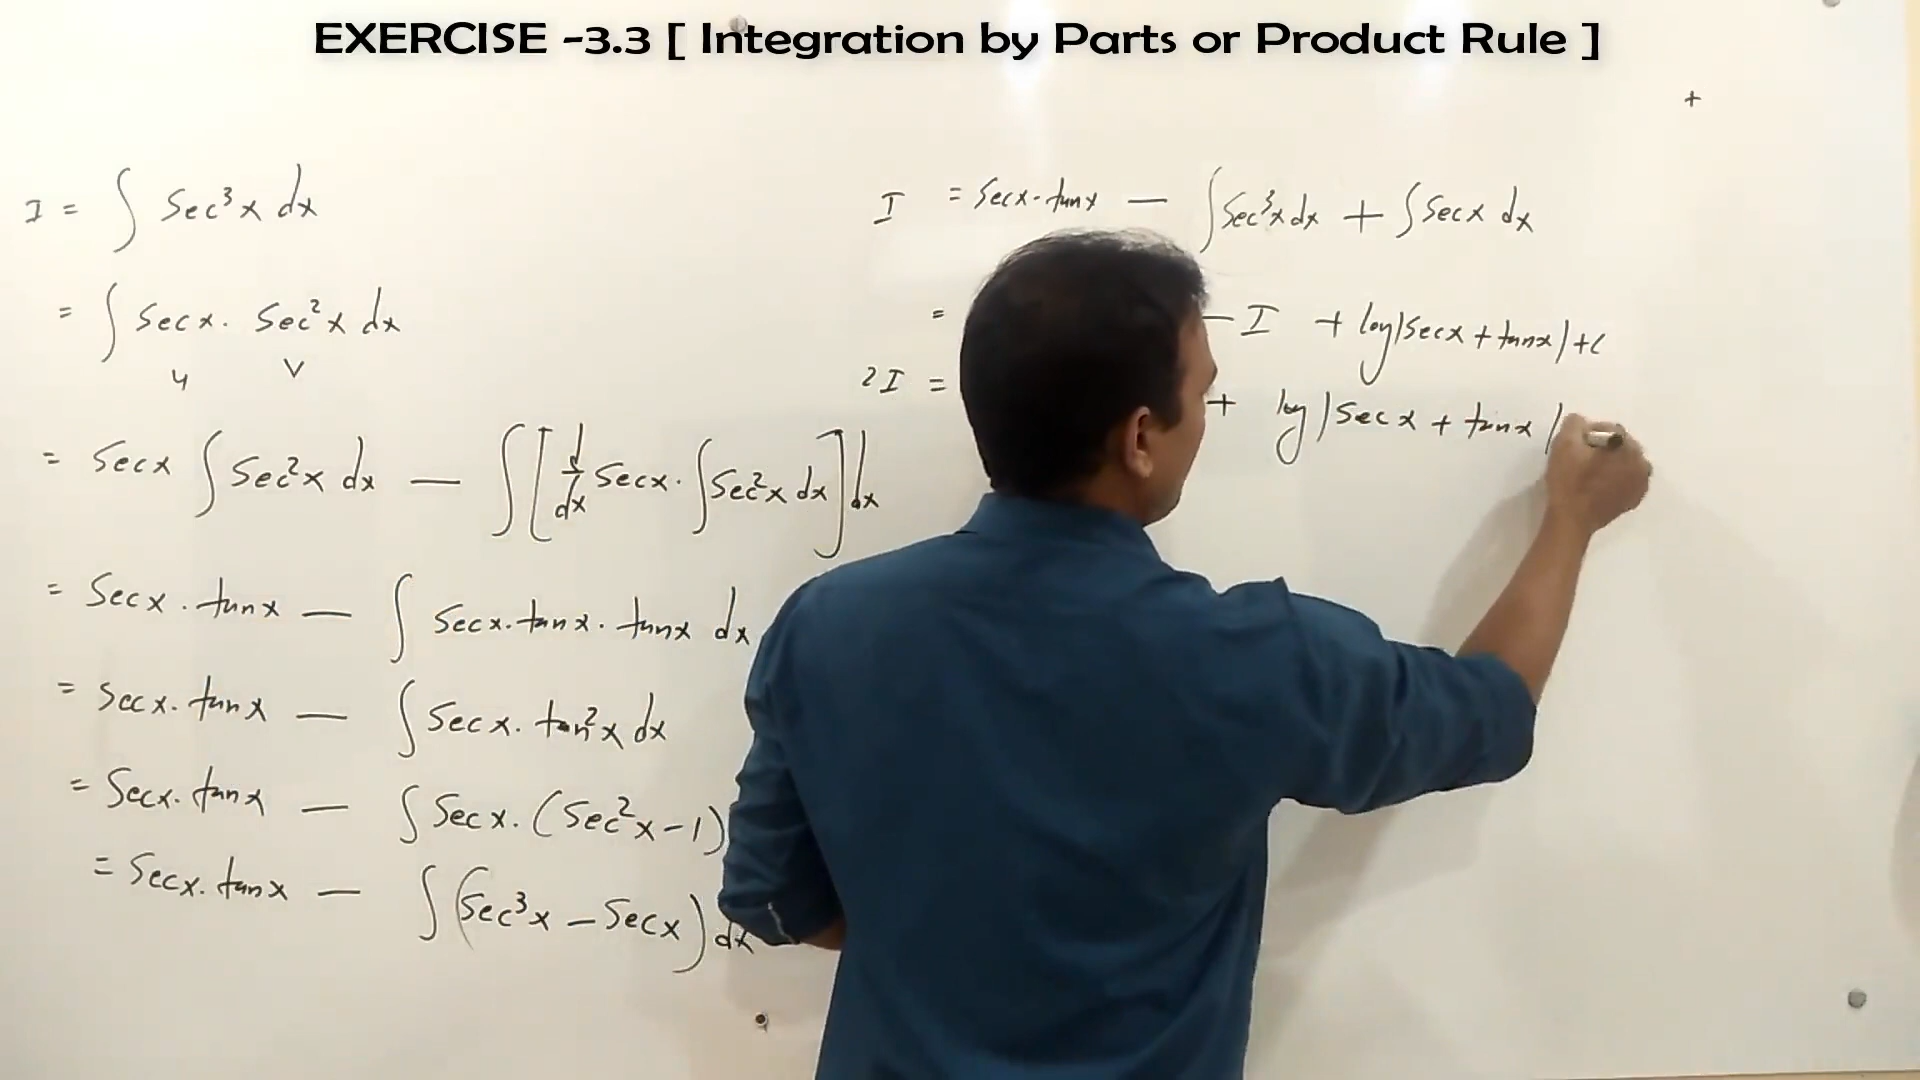 EXERCISE -3.3 [ Integration by Parts or Product Rule ]
I = ∫ Sec³x dx
= ∫ Secx . Sec²x dx
u v
= Secx ∫ Sec²x dx — ∫ [ d/dx Secx . ∫ Sec²x dx ] dx
= Secx . tanx — ∫ Secx . tanx . tanx dx
= Secx . tanx — ∫ Secx . tan²x dx
= Secx . tanx — ∫ Secx . (Sec²x - 1)
= Secx . tanx — ∫ (Sec³x - Secx) dx
+
I = Secx . tanx — ∫ Sec³x dx + ∫ Secx dx
= - I + log|Secx + tanx| + C
2I = + log|Secx + tanx|